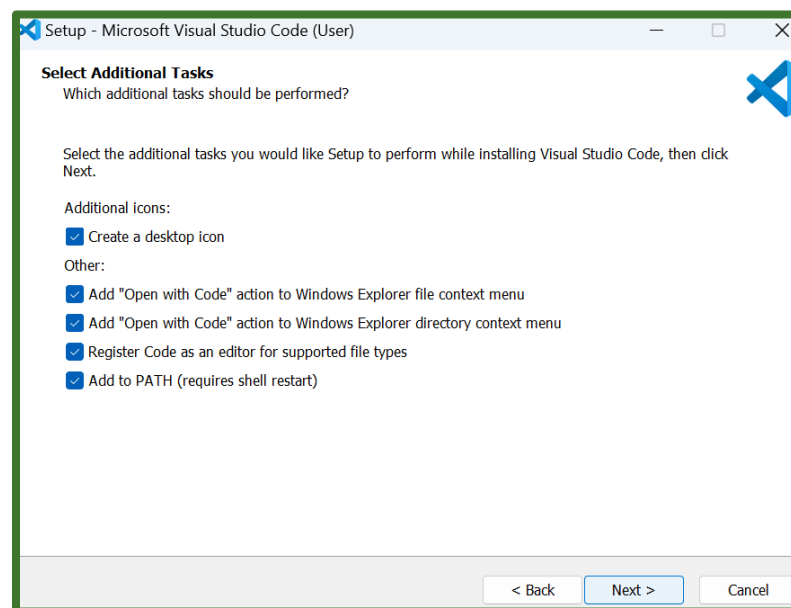 Setup - Microsoft Visual Studio Code (User)
Select Additional Tasks
Which additional tasks should be performed?
Select the additional tasks you would like Setup to perform while installing Visual Studio Code, then click
Next.
Additional icons:
Create a desktop icon
Other:
Add "Open with Code" action to Windows Explorer file context menu
Add "Open with Code" action to Windows Explorer directory context menu
Register Code as an editor for supported file types
Add to PATH (requires shell restart)
< Back Next > Cancel